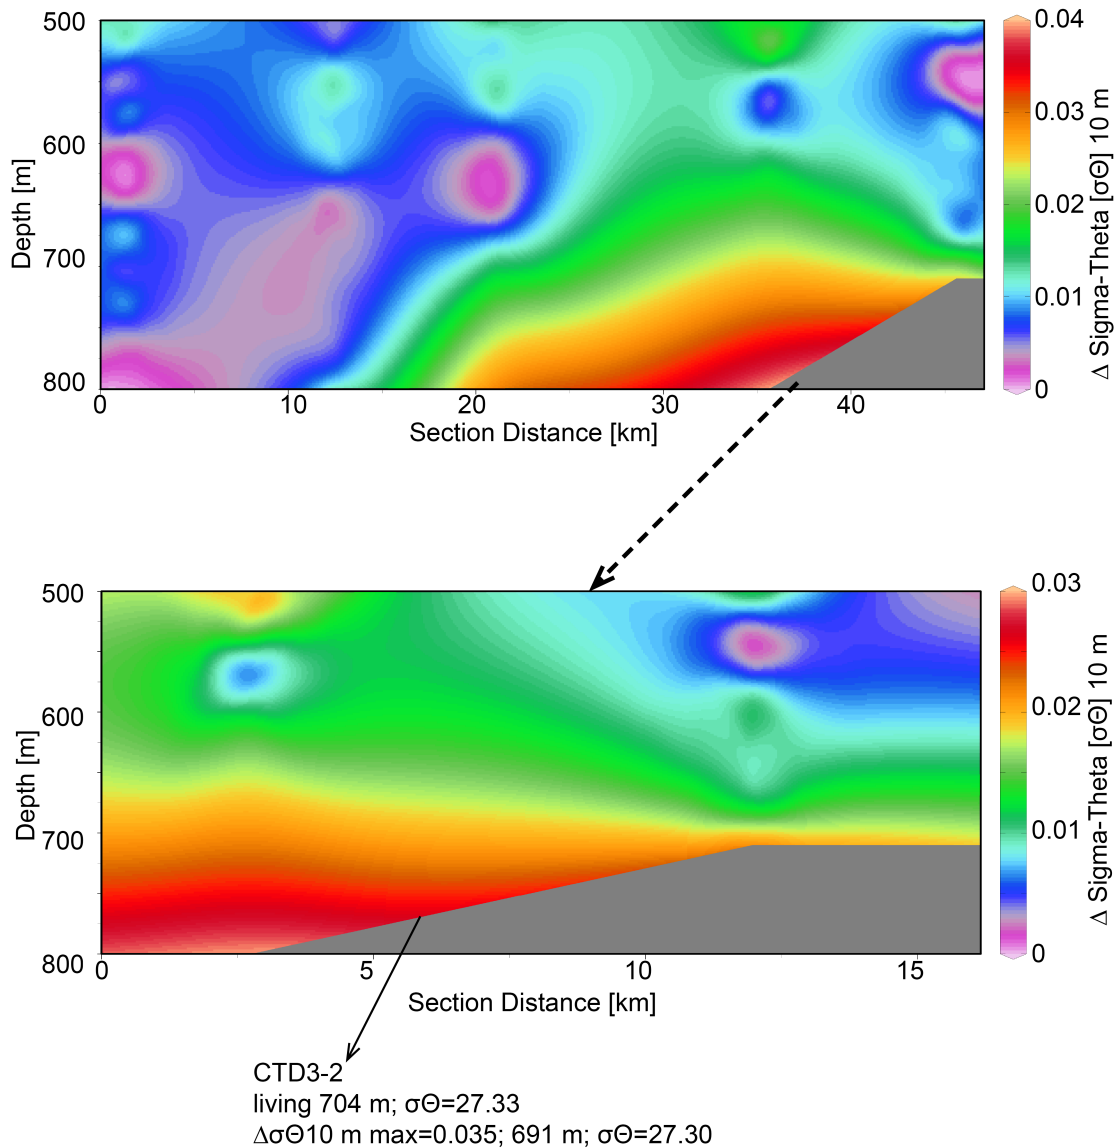 500
600
700
800
Depth [m]
0
10
20
30
40
Section Distance [km]
0.04
0.03
0.02
0.01
0
Δ Sigma-Theta [σΘ] 10 m
500
600
700
800
Depth [m]
0
5
10
15
Section Distance [km]
0.03
0.02
0.01
0
Δ Sigma-Theta [σΘ] 10 m
CTD3-2
living 704 m; σΘ=27.33
ΔσΘ10 m max=0.035; 691 m; σΘ=27.30